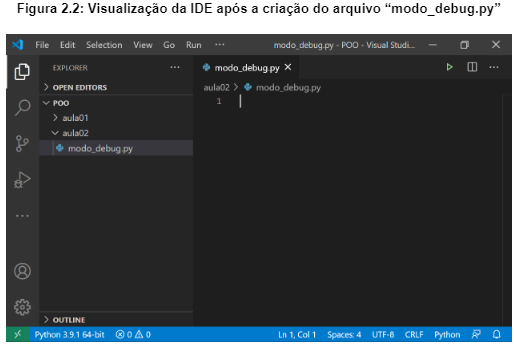 Figura 2.2: Visualização da IDE após a criação do arquivo “modo_debug.py”
File Edit Selection View Go Run ··· modo_debug.py - POO - Visual Studi...
EXPLORER ···
modo_debug.py
OPEN EDITORS
aula02 > modo_debug.py
POO
1
aula01
aula02
modo_debug.py
OUTLINE
Python 3.9.1 64-bit 0 0 Ln 1, Col 1 Spaces: 4 UTF-8 CRLF Python